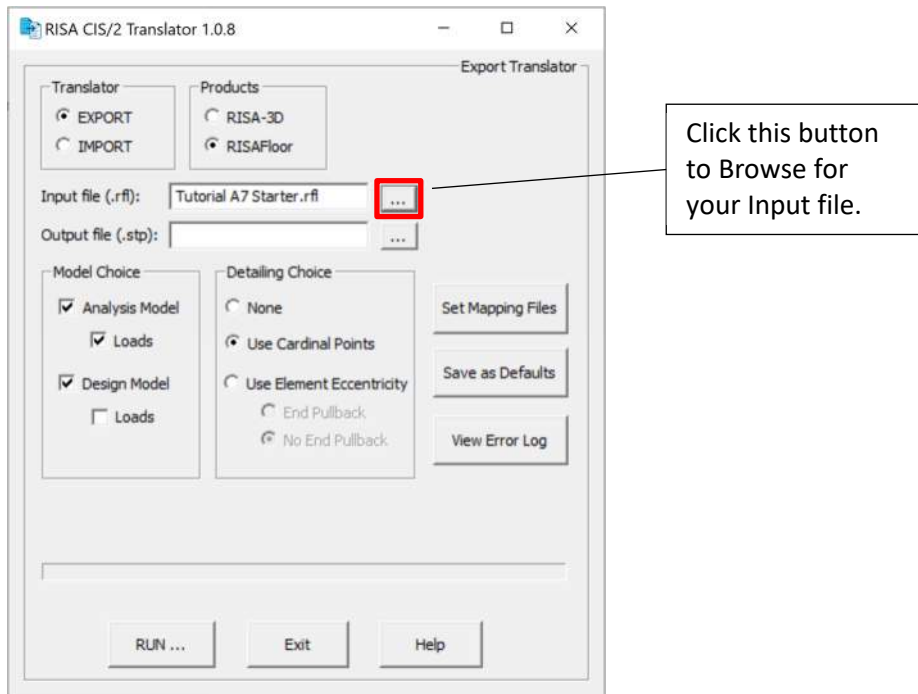 RISA CIS/2 Translator 1.0.8
Export Translator
Translator
Products
EXPORT
RISA-3D
IMPORT
RISAFloor
Click this button
to Browse for
your Input file.
Input file (.rfl): Tutorial A7 Starter.rfl ...
Output file (.stp): ...
Model Choice
Detailing Choice
Analysis Model
None
Set Mapping Files
Loads
Use Cardinal Points
Design Model
Use Element Eccentricity
Save as Defaults
Loads
End Pullback
No End Pullback
View Error Log
RUN ...
Exit
Help